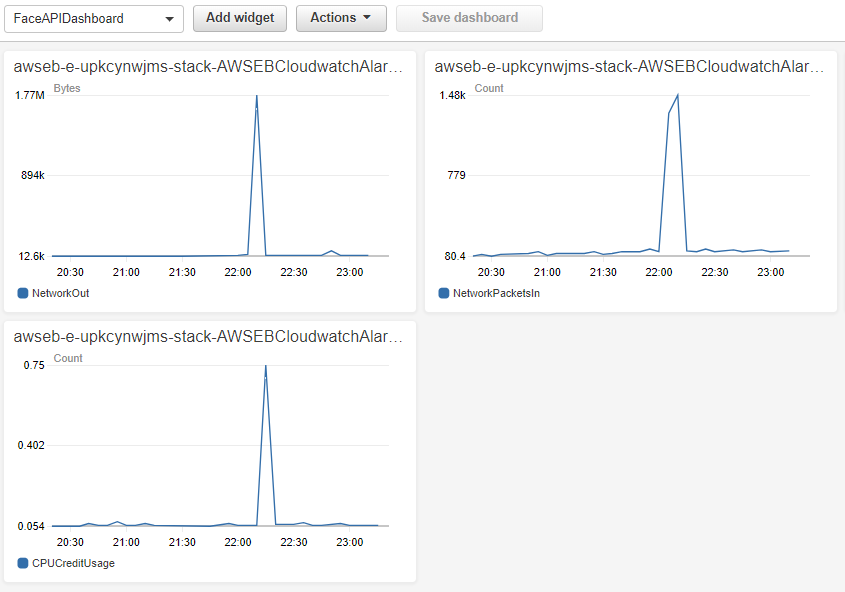 FaceAPIDashboard Add widget Actions Save dashboard
awseb-e-upkcynwjms-stack-AWSEBCloudwatchAlar...
Bytes
1.77M
894k
12.6k
20:30 21:00 21:30 22:00 22:30 23:00
NetworkOut
awseb-e-upkcynwjms-stack-AWSEBCloudwatchAlar...
Count
1.48k
779
80.4
20:30 21:00 21:30 22:00 22:30 23:00
NetworkPacketsIn
awseb-e-upkcynwjms-stack-AWSEBCloudwatchAlar...
Count
0.75
0.402
0.054
20:30 21:00 21:30 22:00 22:30 23:00
CPUCreditUsage